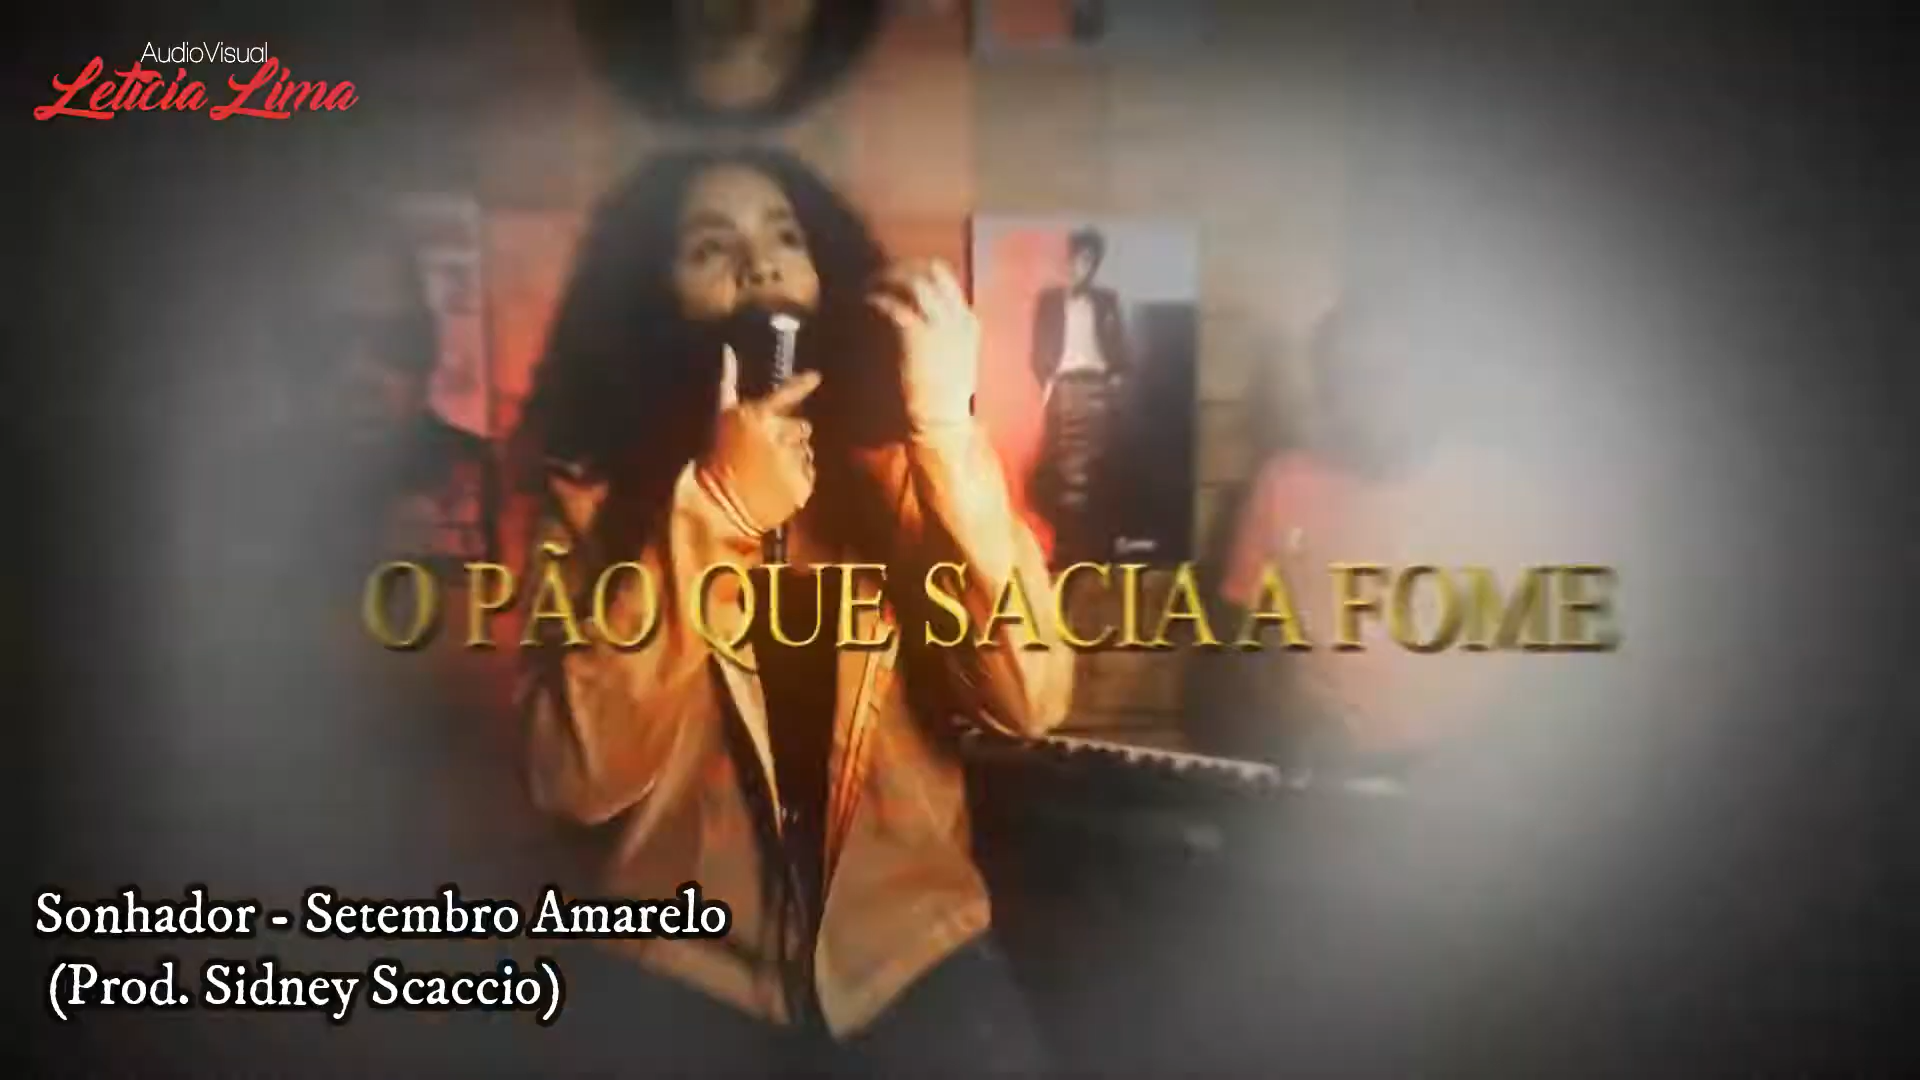 AudioVisual
Leticia Lima
O PÃO QUE SACIA A FOME
Sonhador - Setembro Amarelo
(Prod. Sidney Scaccio)